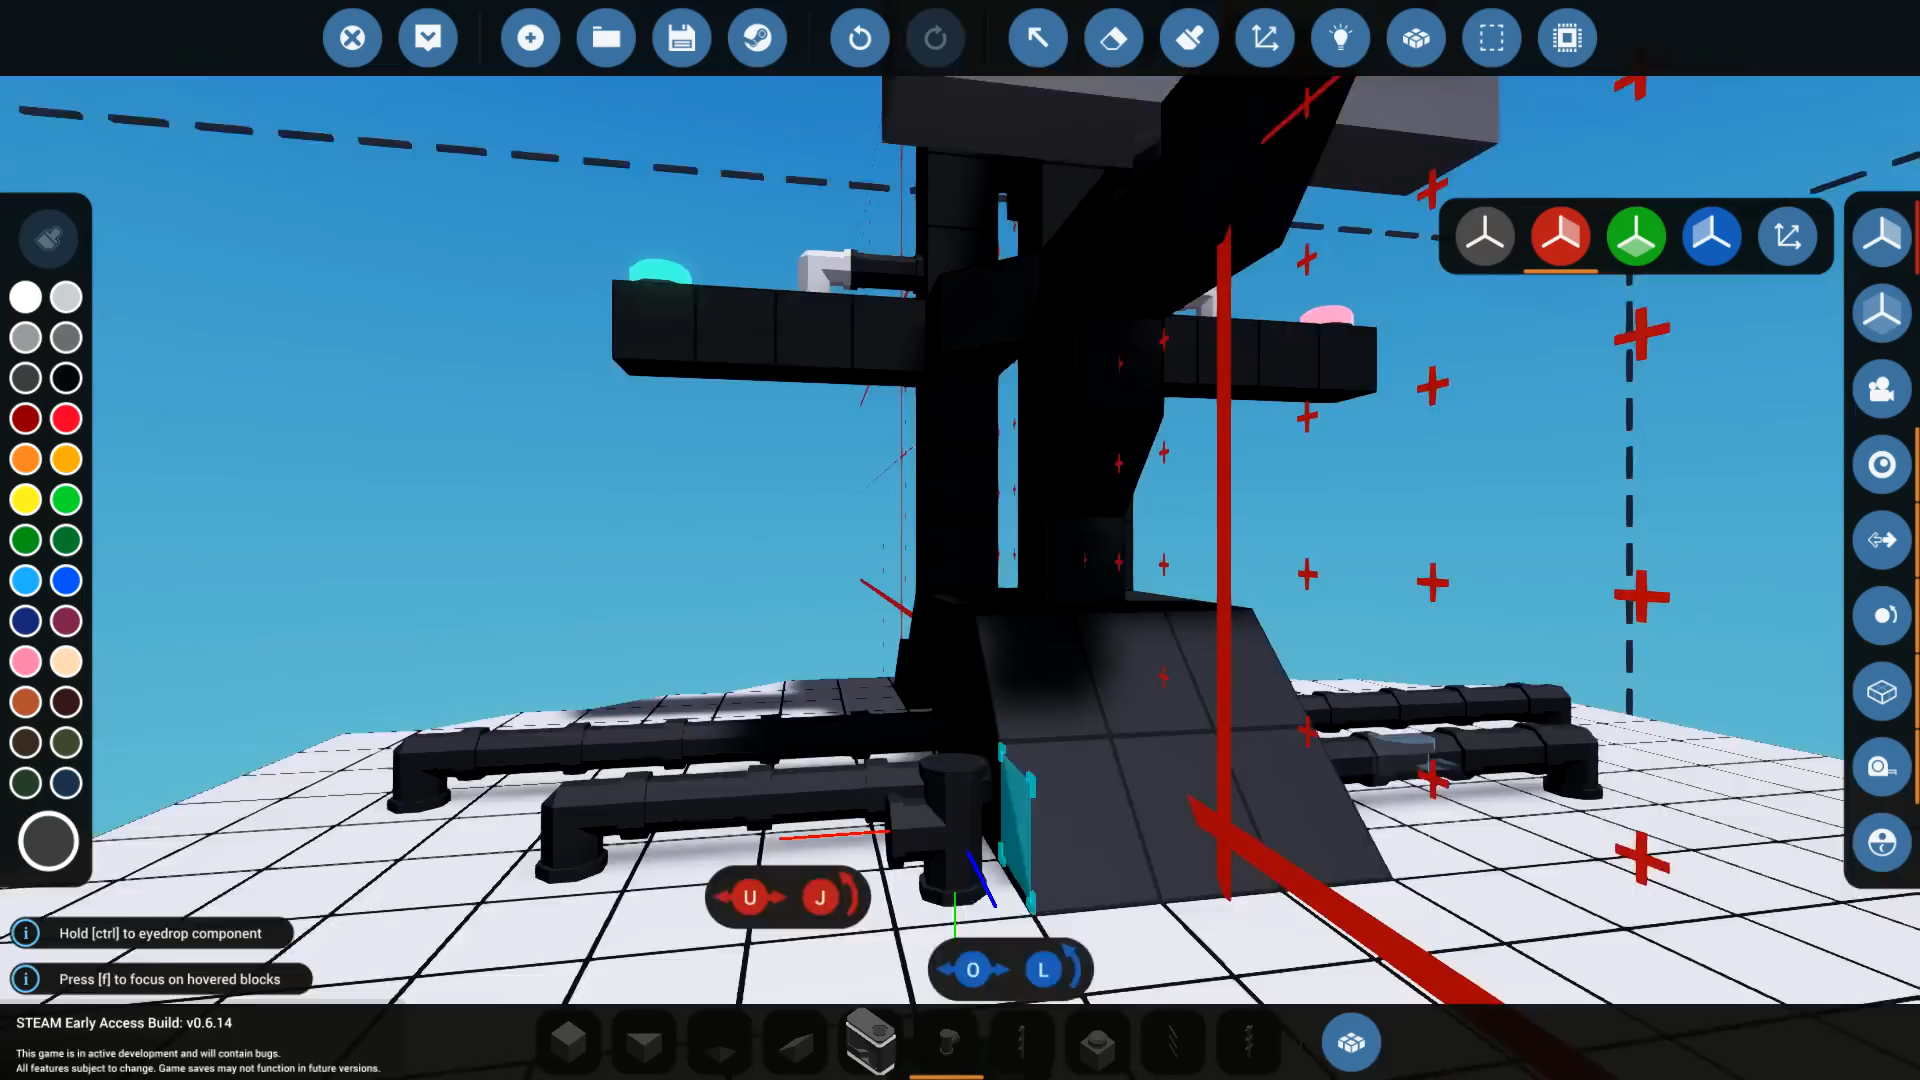 U
J
O
L
Hold [ctrl] to eyedrop component
Press [f] to focus on hovered blocks
STEAM Early Access Build: v0.6.14
This game is in active development and will contain bugs.
All features subject to change. Game saves may not function in future versions.